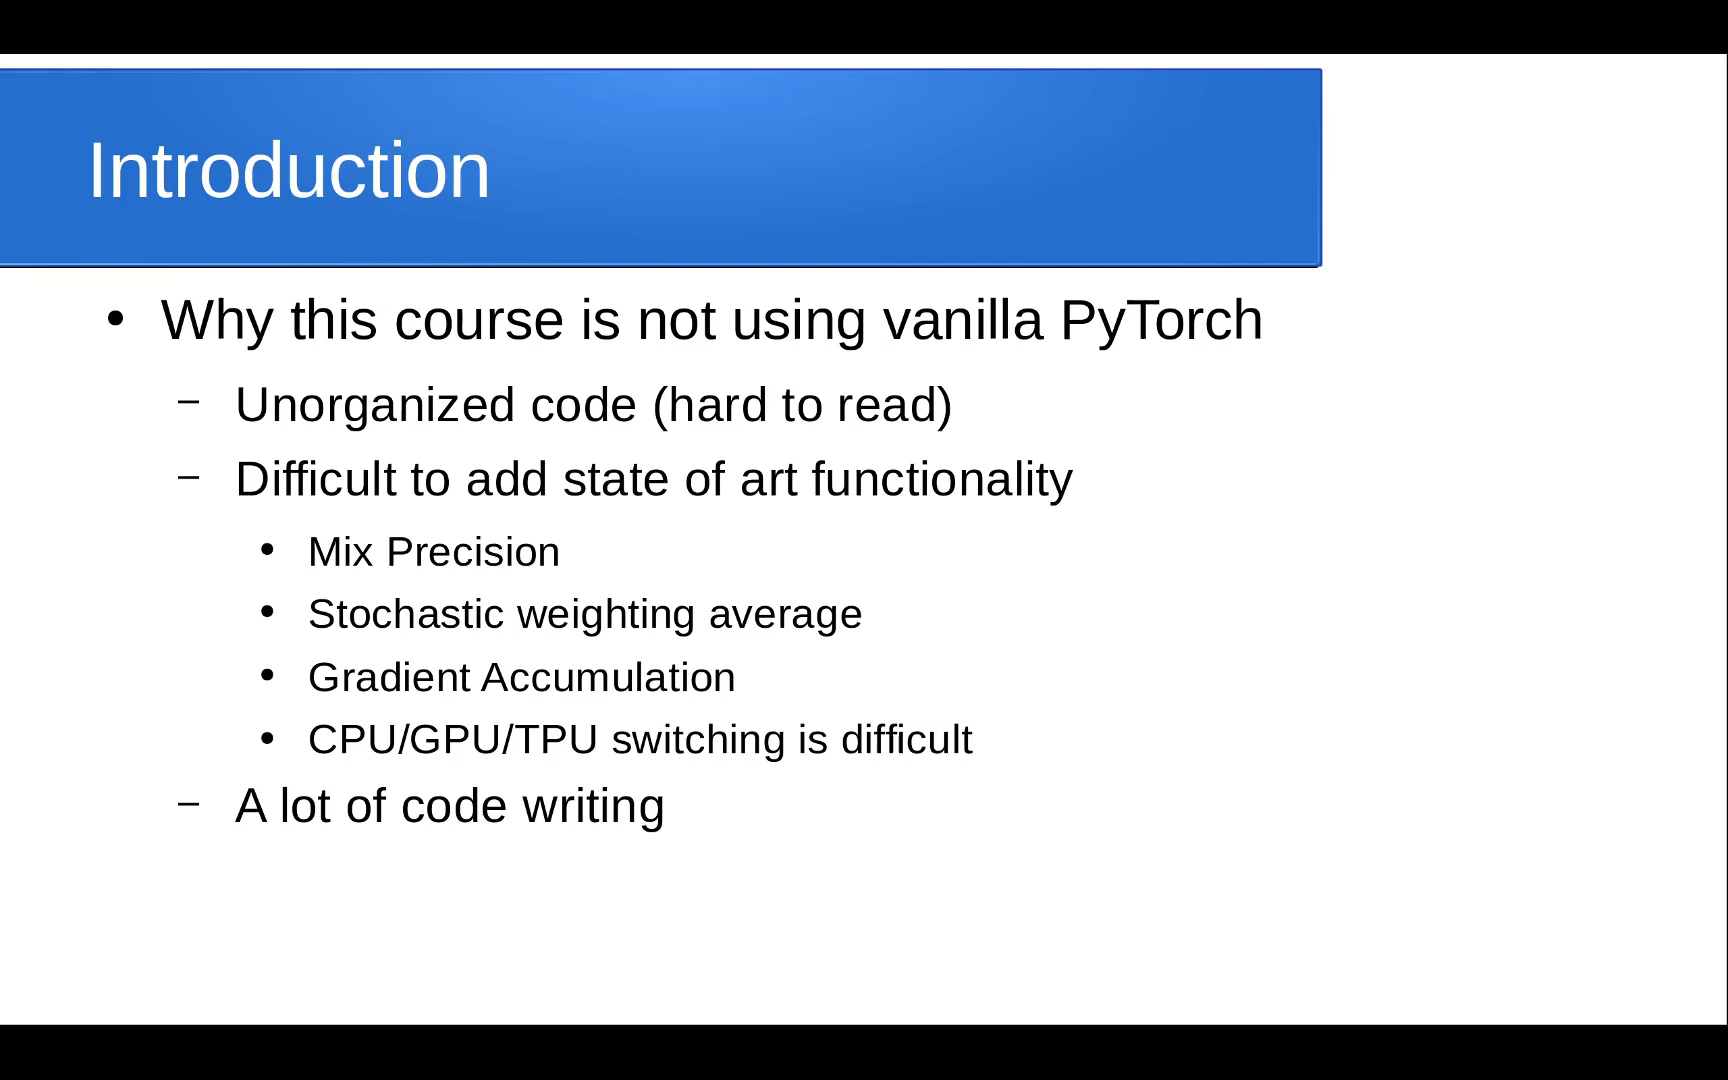 Introduction
• Why this course is not using vanilla PyTorch
– Unorganized code (hard to read)
– Difficult to add state of art functionality
• Mix Precision
• Stochastic weighting average
• Gradient Accumulation
• CPU/GPU/TPU switching is difficult
– A lot of code writing